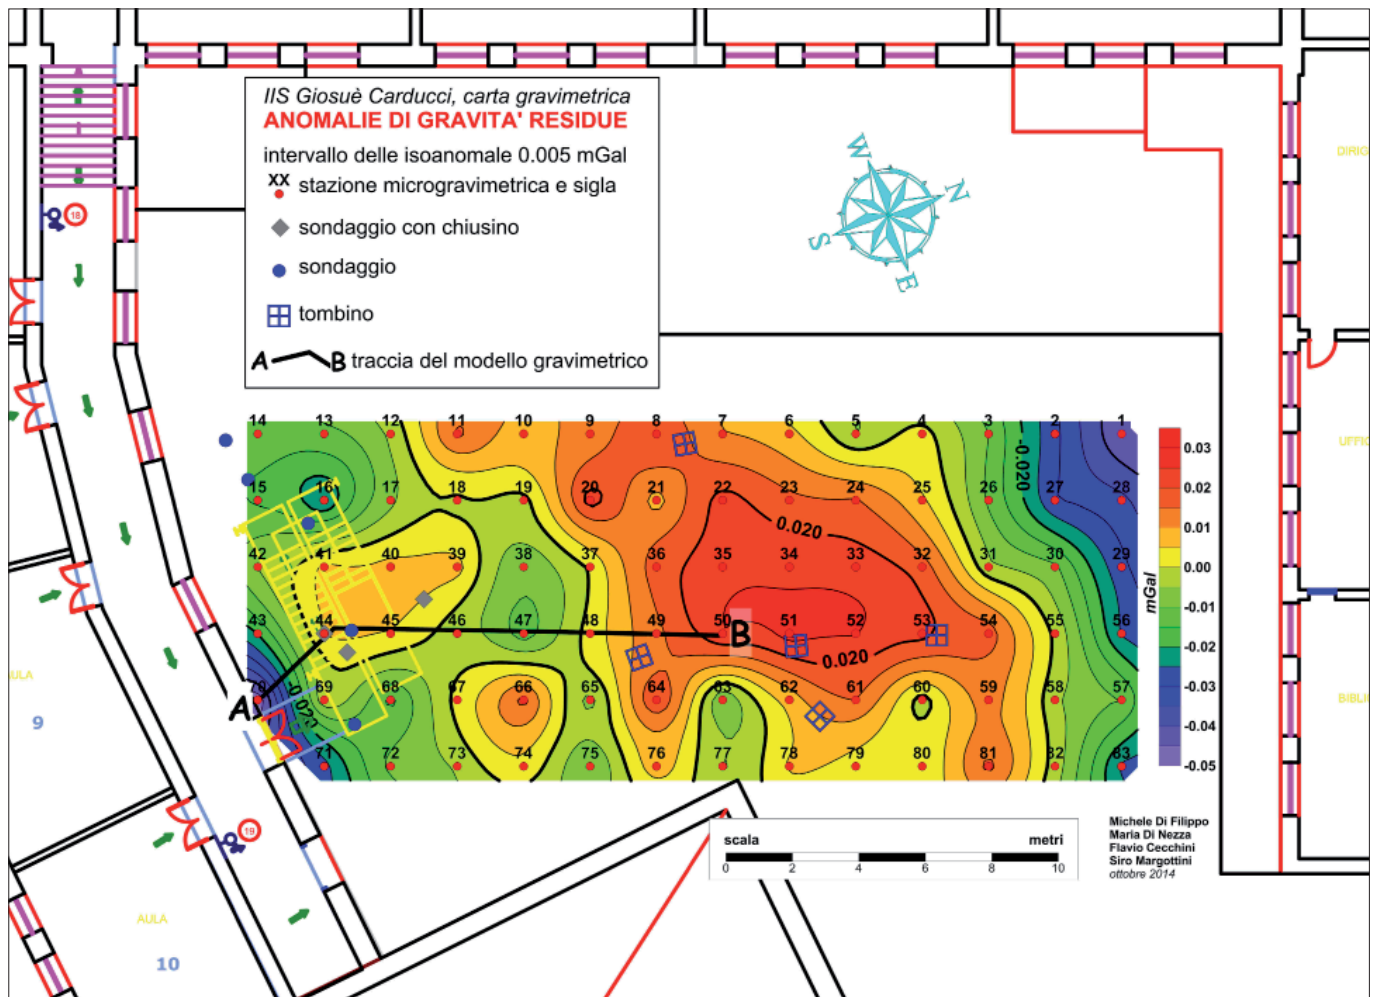 IIS Giosuè Carducci, carta gravimetrica
ANOMALIE DI GRAVITA' RESIDUE
intervallo delle isoanomale 0.005 mGal
XX stazione microgravimetrica e sigla
sondaggio con chiusino
sondaggio
tombino
A B traccia del modello gravimetrico
W N
S E
DIRIG
UFFIC
BIBLI
18
14 13 12 11 10 9 8 7 6 5 4 3 2 1
15 16 17 18 19 20 21 22 23 24 25 26 27 28
42 41 40 39 38 37 36 35 34 33 32 31 30 29
43 44 45 46 47 48 49 50 51 52 53 54 55 56
70 69 68 67 66 65 64 63 62 61 60 59 58 57
71 72 73 74 75 76 77 78 79 80 81 82 83
-0.020
0.020
0.020
A
B
0.03
0.02
0.01
0.00
-0.01
-0.02
-0.03
-0.04
-0.05
mGal
AULA
9
19
AULA
10
scala metri
0 2 4 6 8 10
Michele Di Filippo
Maria Di Nezza
Flavio Cecchini
Siro Margottini
ottobre 2014